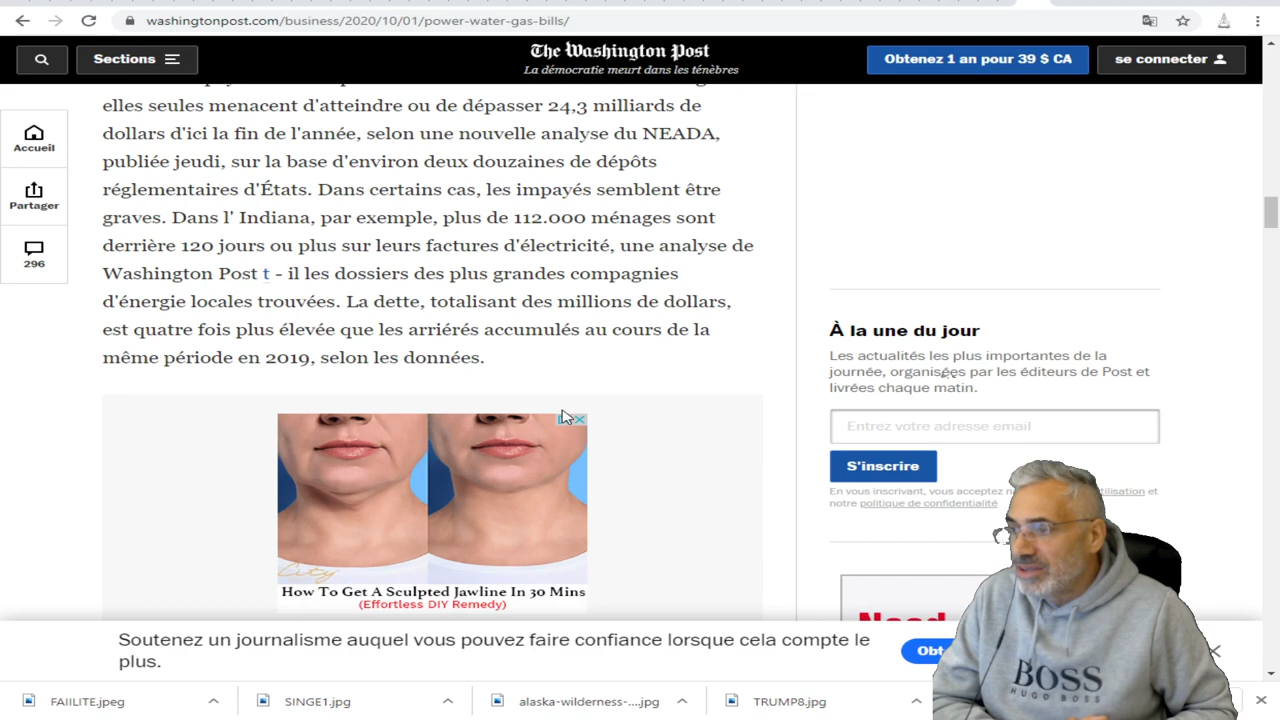 washingtonpost.com/business/2020/10/01/power-water-gas-bills/
Sections
The Washington Post
La démocratie meurt dans les ténèbres
Obtenez 1 an pour 39 $ CA
se connecter
elles seules menacent d'atteindre ou de dépasser 24,3 milliards de
dollars d'ici la fin de l'année, selon une nouvelle analyse du NEADA,
publiée jeudi, sur la base d'environ deux douzaines de dépôts
réglementaires d'États. Dans certains cas, les impayés semblent être
graves. Dans l' Indiana, par exemple, plus de 112.000 ménages sont
derrière 120 jours ou plus sur leurs factures d'électricité, une analyse de
Washington Post t - il les dossiers des plus grandes compagnies
d'énergie locales trouvées. La dette, totalisant des millions de dollars,
est quatre fois plus élevée que les arriérés accumulés au cours de la
même période en 2019, selon les données.
Accueil
Partager
296
À la une du jour
Les actualités les plus importantes de la
journée, organisées par les éditeurs de Post et
livrées chaque matin.
Entrez votre adresse email
S'inscrire
En vous inscrivant, vous acceptez
notre politique de confidentialité
City
How To Get A Sculpted Jawline In 30 Mins
(Effortless DIY Remedy)
Need
Soutenez un journalisme auquel vous pouvez faire confiance lorsque cela compte le
plus.
Obt
BOSS
HUGO BOSS
FAIILITE.jpeg
SINGE1.jpg
alaska-wilderness-....jpg
TRUMP8.jpg